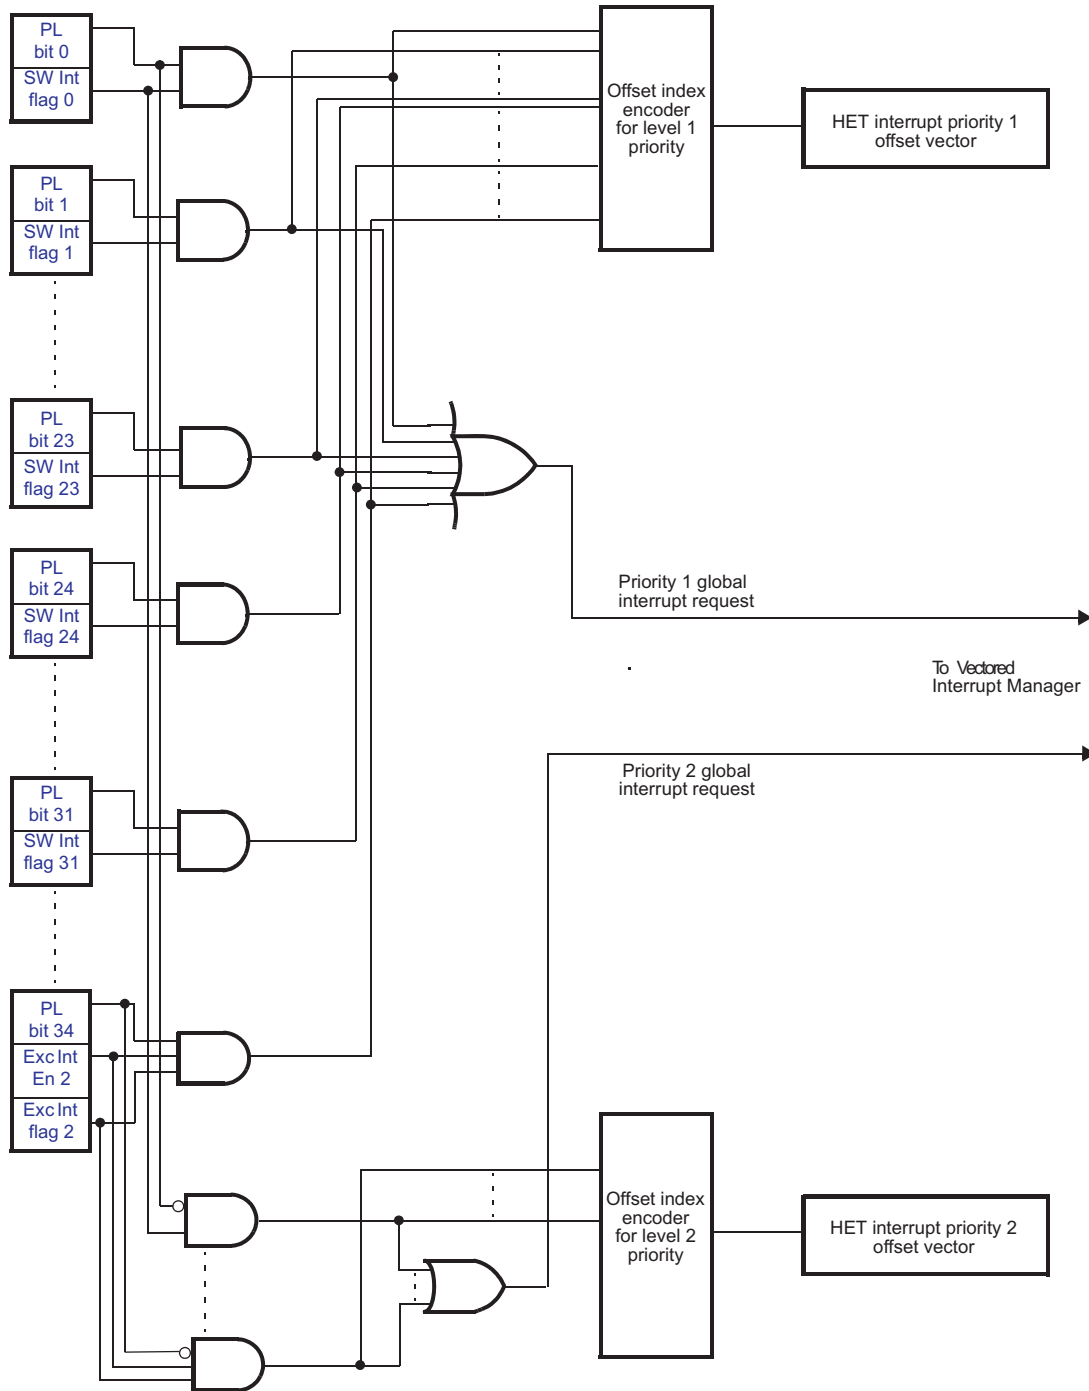 PL
bit 0
SW Int
flag 0
PL
bit 1
SW Int
flag 1
PL
bit 23
SW Int
flag 23
PL
bit 24
SW Int
flag 24
PL
bit 31
SW Int
flag 31
PL
bit 34
Exc Int
En 2
Exc Int
flag 2
Offset index
encoder
for level 1
priority
HET interrupt priority 1
offset vector
Priority 1 global
interrupt request
To Vectored
Interrupt Manager
Priority 2 global
interrupt request
Offset index
encoder
for level 2
priority
HET interrupt priority 2
offset vector